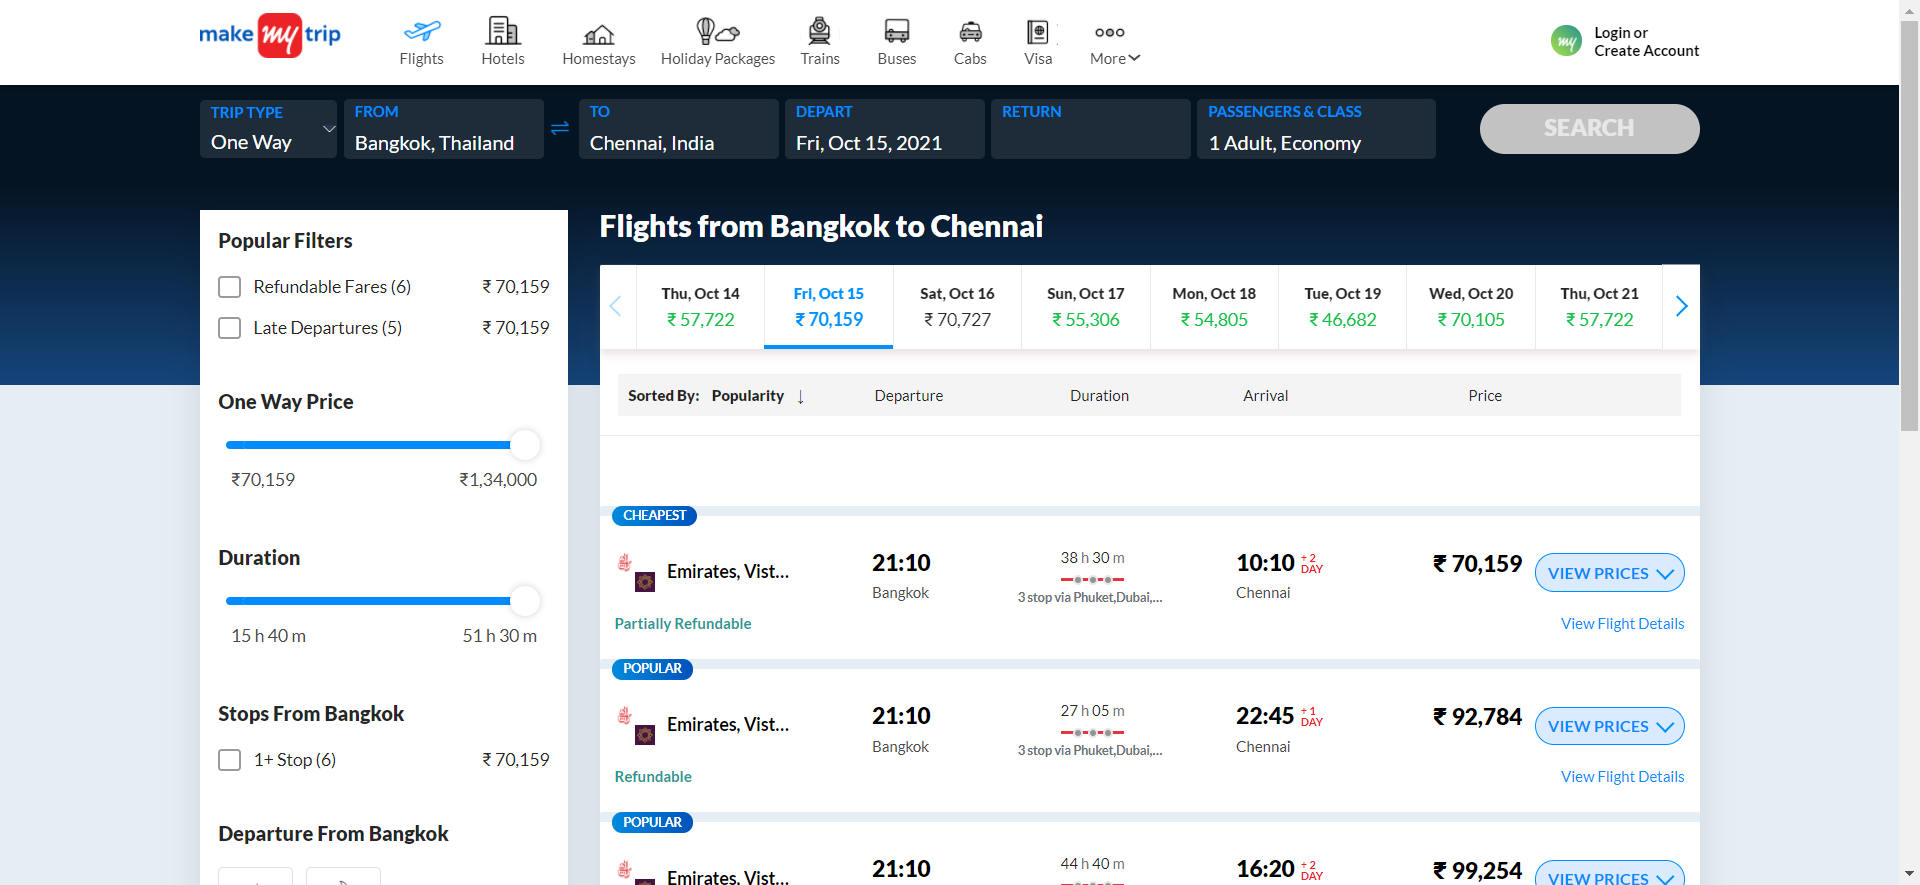 make my trip
Flights
Hotels
Homestays
Holiday Packages
Trains
Buses
Cabs
Visa
More
my
Login or
Create Account
TRIP TYPE
One Way
FROM
Bangkok, Thailand
TO
Chennai, India
DEPART
Fri, Oct 15, 2021
RETURN
PASSENGERS & CLASS
1 Adult, Economy
SEARCH
Popular Filters
Refundable Fares (6) ₹ 70,159
Late Departures (5) ₹ 70,159
One Way Price
₹70,159 ₹1,34,000
Duration
15 h 40 m 51 h 30 m
Stops From Bangkok
1+ Stop (6) ₹ 70,159
Departure From Bangkok
Flights from Bangkok to Chennai
Thu, Oct 14
₹ 57,722
Fri, Oct 15
₹ 70,159
Sat, Oct 16
₹ 70,727
Sun, Oct 17
₹ 55,306
Mon, Oct 18
₹ 54,805
Tue, Oct 19
₹ 46,682
Wed, Oct 20
₹ 70,105
Thu, Oct 21
₹ 57,722
Sorted By: Popularity ↓ Departure Duration Arrival Price
CHEAPEST
Emirates, Vist...
21:10
Bangkok
38 h 30 m
3 stop via Phuket,Dubai,...
10:10 + 2 DAY
Chennai
₹ 70,159
VIEW PRICES
Partially Refundable
View Flight Details
POPULAR
Emirates, Vist...
21:10
Bangkok
27 h 05 m
3 stop via Phuket,Dubai,...
22:45 + 1 DAY
Chennai
₹ 92,784
VIEW PRICES
Refundable
View Flight Details
POPULAR
Emirates, Vist...
21:10
44 h 40 m
16:20 + 2 DAY
₹ 99,254
VIEW PRICES